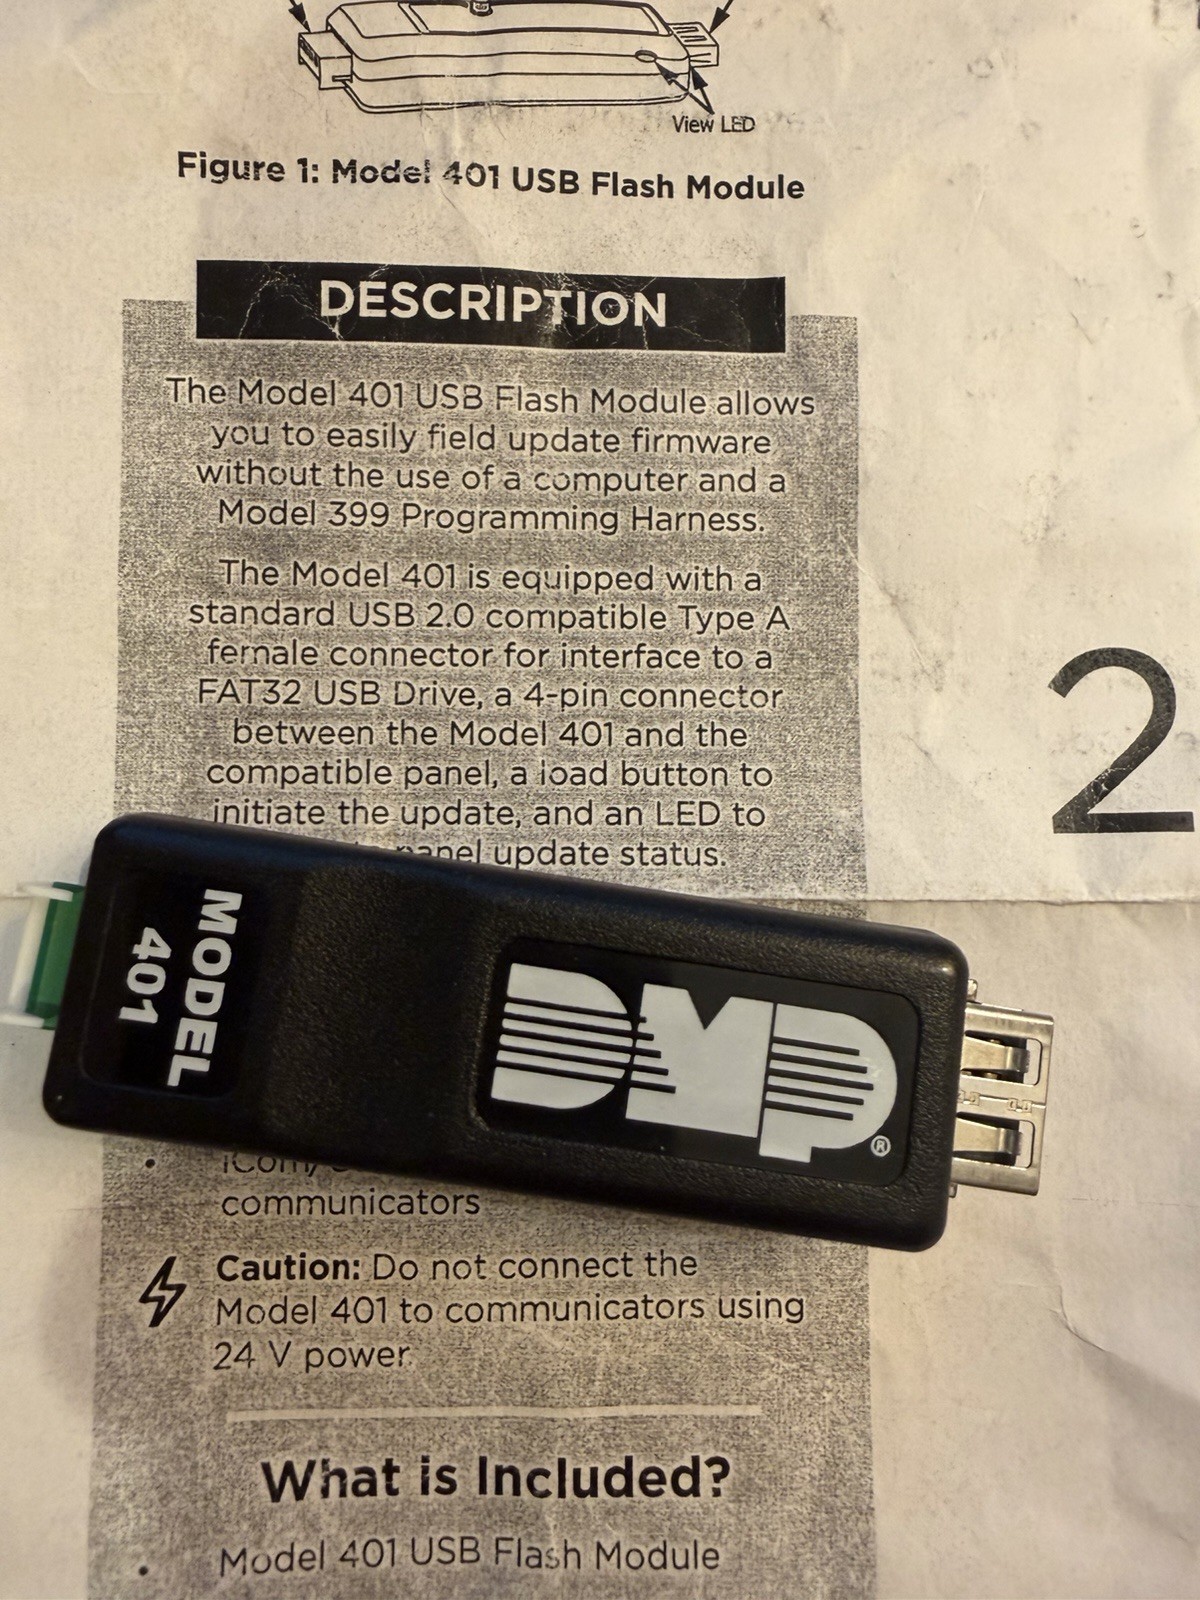 View LED
Figure 1: Model 401 USB Flash Module
DESCRIPTION
The Model 401 USB Flash Module allows
you to easily field update firmware
without the use of a computer and a
Model 399 Programming Harness.
The Model 401 is equipped with a
standard USB 2.0 compatible Type A
female connector for interface to a
FAT32 USB Drive, a 4-pin connector
between the Model 401 and the
compatible panel, a load button to
initiate the update, and an LED to
panel update status.
2
MODEL
401
DMP®
• iCom/
communicators
Caution: Do not connect the
Model 401 to communicators using
24 V power.
What is Included?
• Model 401 USB Flash Module